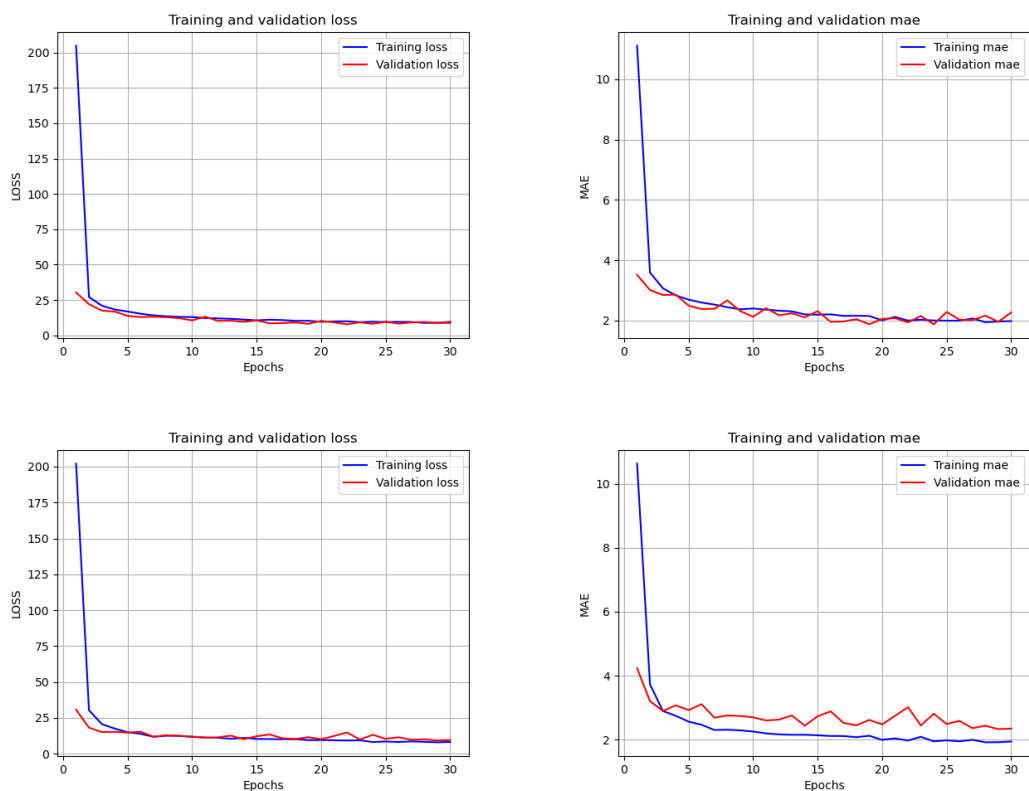 Training and validation loss
Training loss
Validation loss
200
175
150
125
100
75
50
25
0
LOSS
0 5 10 15 20 25 30
Epochs
Training and validation mae
Training mae
Validation mae
10
8
6
4
2
MAE
0 5 10 15 20 25 30
Epochs
Training and validation loss
Training loss
Validation loss
200
175
150
125
100
75
50
25
0
LOSS
0 5 10 15 20 25 30
Epochs
Training and validation mae
Training mae
Validation mae
10
8
6
4
2
MAE
0 5 10 15 20 25 30
Epochs